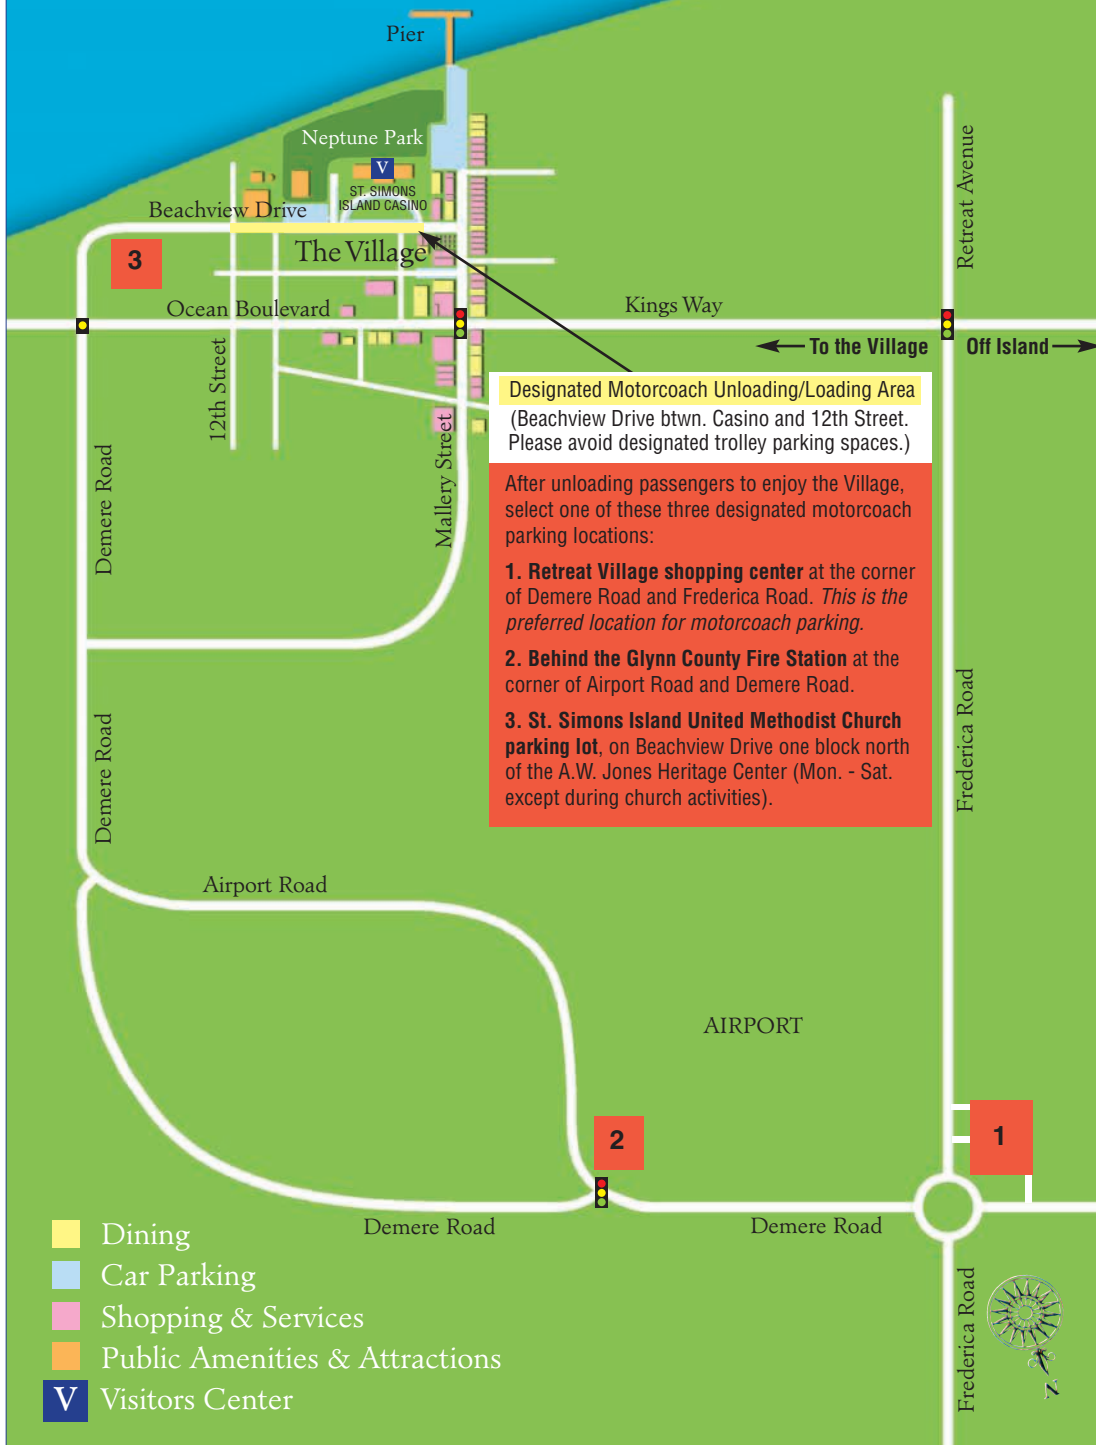 Pier
Neptune Park
V
ST. SIMONS
ISLAND CASINO
Beachview Drive
The Village
3
Ocean Boulevard
Kings Way
Retreat Avenue
To the Village
Off Island
12th Street
Mallery Street
Demere Road
Designated Motorcoach Unloading/Loading Area
(Beachview Drive btwn. Casino and 12th Street.
Please avoid designated trolley parking spaces.)
After unloading passengers to enjoy the Village,
select one of these three designated motorcoach
parking locations:
1. Retreat Village shopping center at the corner
of Demere Road and Frederica Road. This is the
preferred location for motorcoach parking.
2. Behind the Glynn County Fire Station at the
corner of Airport Road and Demere Road.
3. St. Simons Island United Methodist Church
parking lot, on Beachview Drive one block north
of the A.W. Jones Heritage Center (Mon. - Sat.
except during church activities).
Frederica Road
Demere Road
Airport Road
AIRPORT
2
1
Demere Road
Demere Road
Frederica Road
N
Dining
Car Parking
Shopping & Services
Public Amenities & Attractions
V Visitors Center